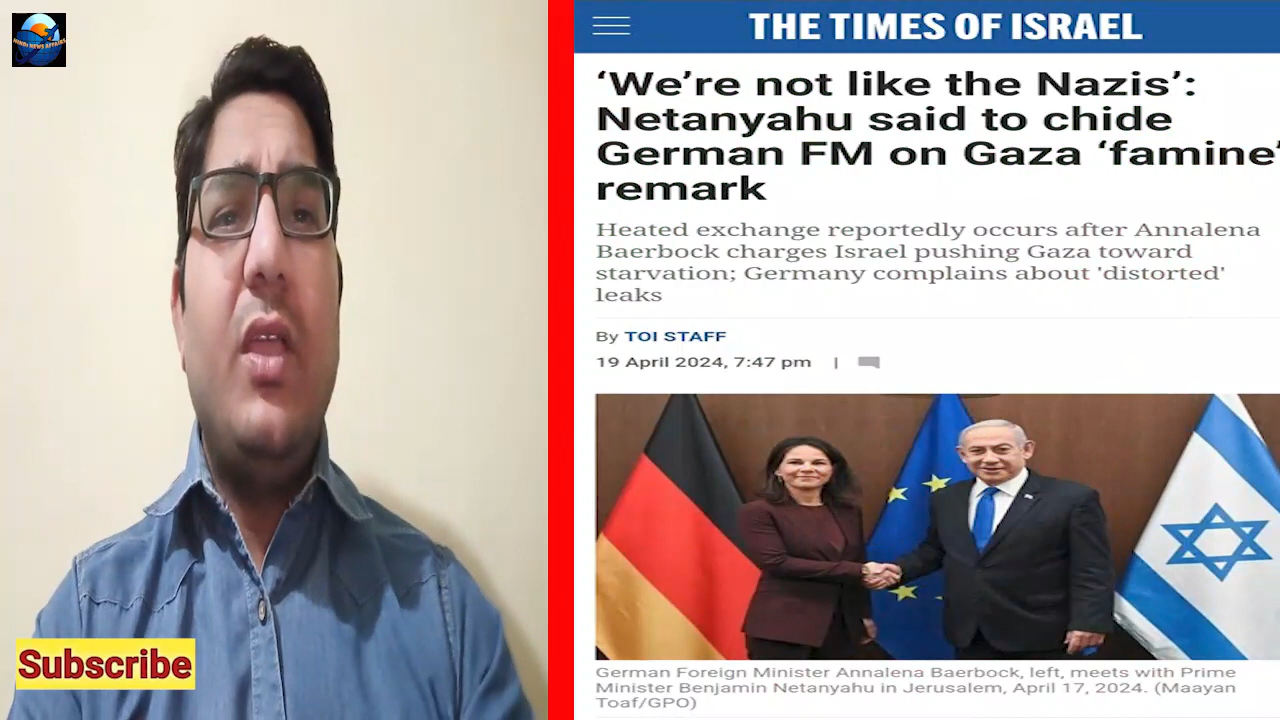 HINDI NEWS AFFAIRS
Subscribe
THE TIMES OF ISRAEL
‘We’re not like the Nazis’:
Netanyahu said to chide
German FM on Gaza ‘famine’
remark
Heated exchange reportedly occurs after Annalena
Baerbock charges Israel pushing Gaza toward
starvation; Germany complains about 'distorted'
leaks
By TOI STAFF
19 April 2024, 7:47 pm |
German Foreign Minister Annalena Baerbock, left, meets with Prime
Minister Benjamin Netanyahu in Jerusalem, April 17, 2024. (Maayan
Toaf/GPO)